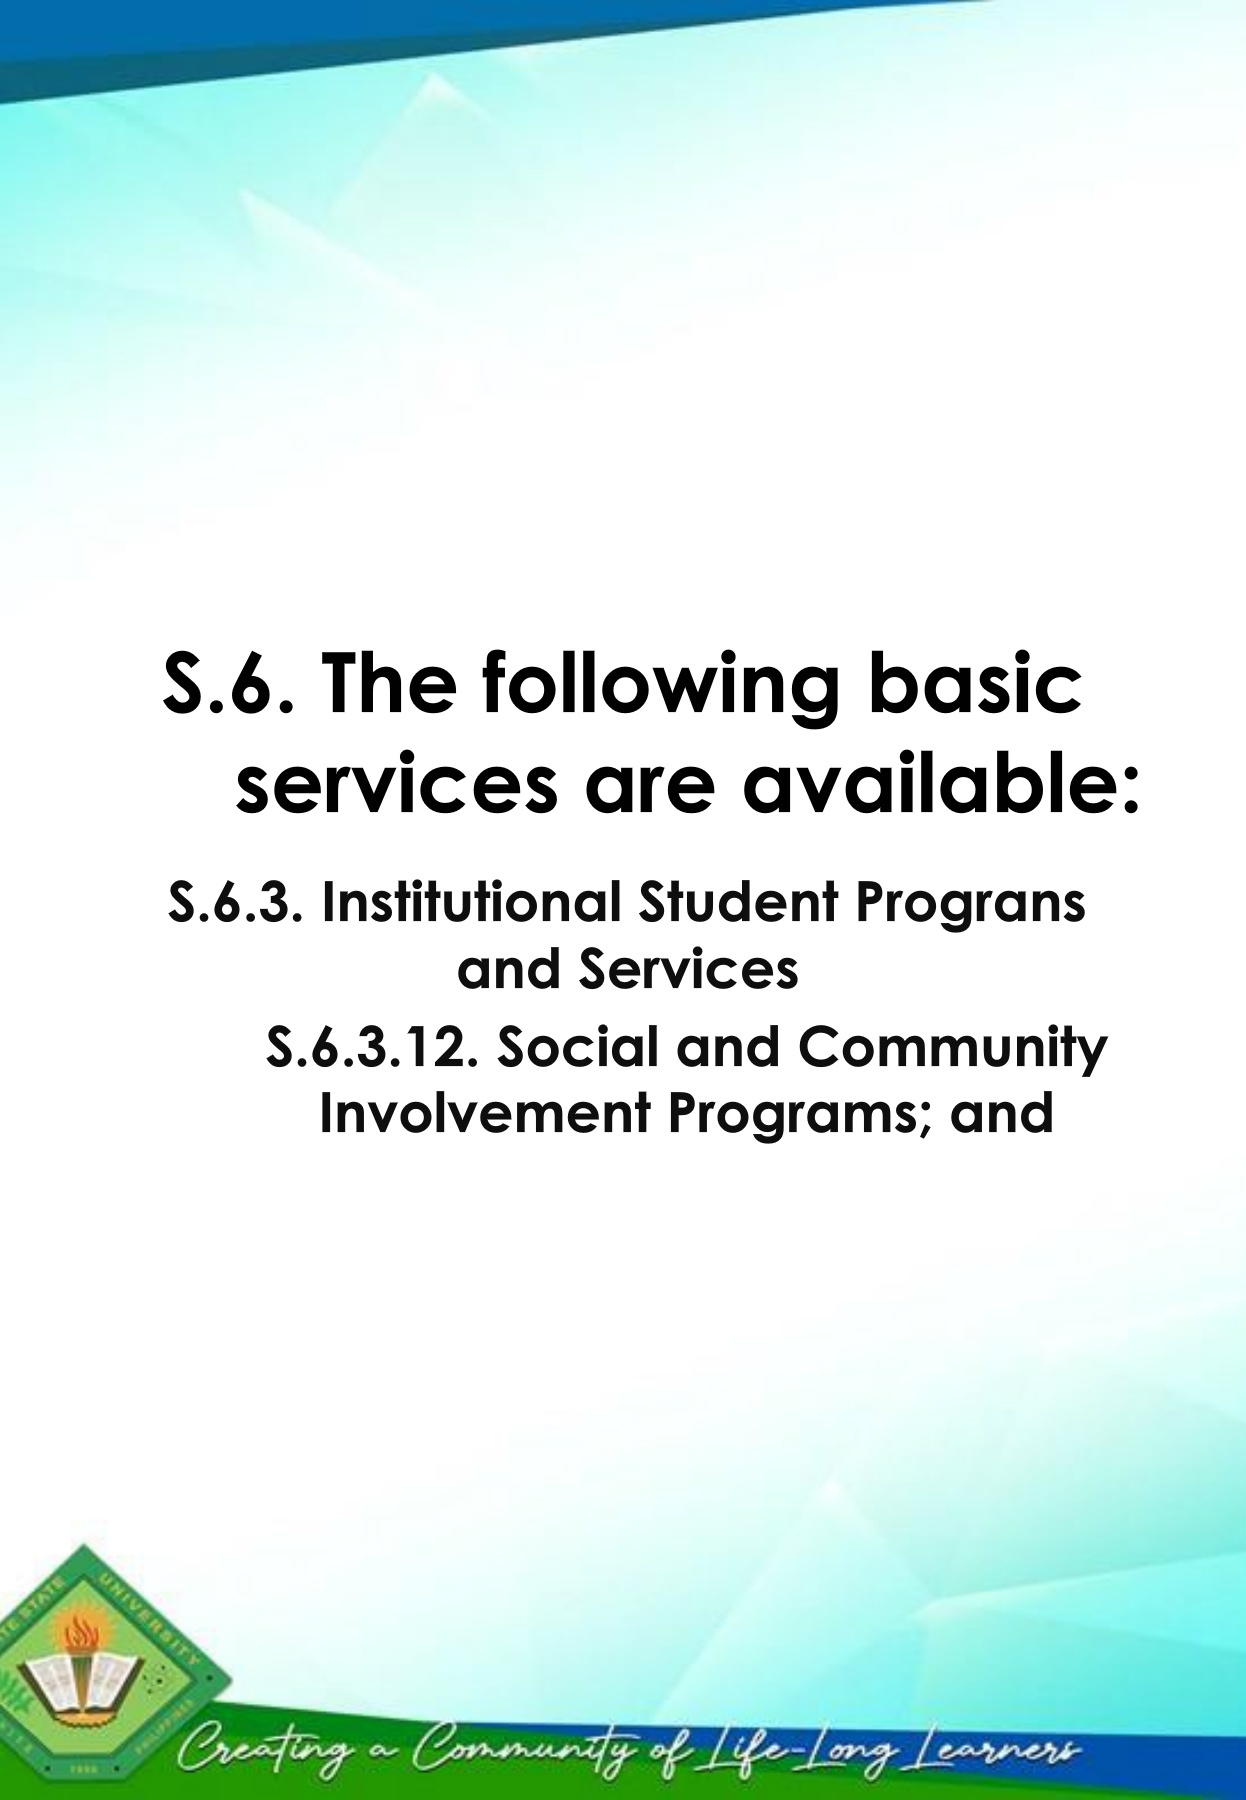 S.6. The following basic
services are available:
S.6.3. Institutional Student Prograns
and Services
S.6.3.12. Social and Community
Involvement Programs; and
STATE
UNIVERSITY
PHILIPPINES
Creating a Community of Life-Long Learners